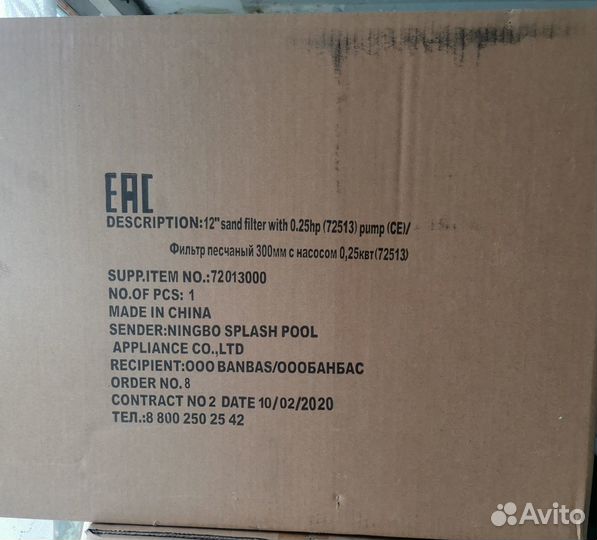 EAC
DESCRIPTION:12" sand filter with 0.25hp (72513) pump (CE)/
Фильтр песчаный 300мм с насосом 0,25квт(72513)
SUPP.ITEM NO.:72013000
NO.OF PCS: 1
MADE IN CHINA
SENDER:NINGBO SPLASH POOL
APPLIANCE CO.,LTD
RECIPIENT:ООО BANBAS/ОООБАНБАС
ORDER NO.8
CONTRACT NO 2 DATE 10/02/2020
ТЕЛ.:8 800 250 25 42
Avito